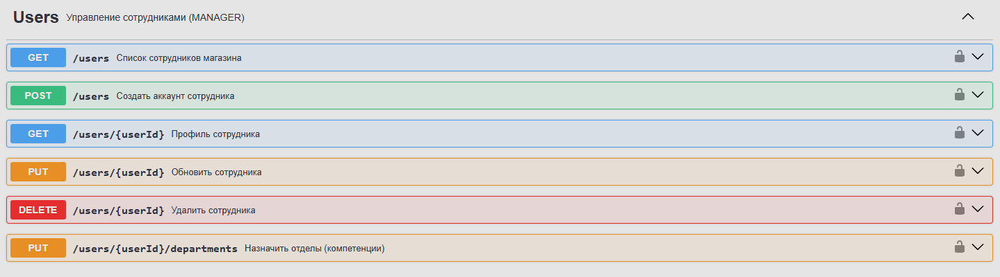 Users Управление сотрудниками (MANAGER)
GET /users Список сотрудников магазина
POST /users Создать аккаунт сотрудника
GET /users/{userId} Профиль сотрудника
PUT /users/{userId} Обновить сотрудника
DELETE /users/{userId} Удалить сотрудника
PUT /users/{userId}/departments Назначить отделы (компетенции)